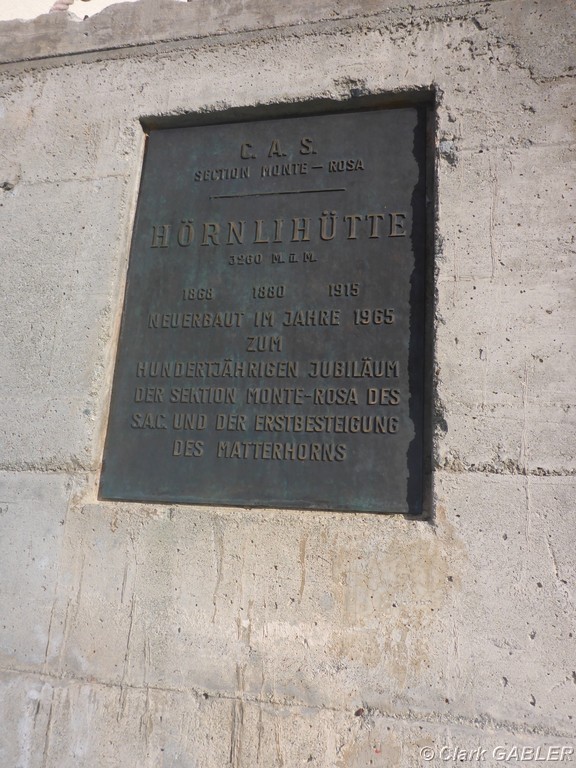 C. A. S.
SECTION MONTE — ROSA
HÖRNLIHÜTTE
3260 M. ü. M.
1868 1880 1915
NEUERBAUT IM JAHRE 1965
ZUM
HUNDERTJÄHRIGEN JUBILÄUM
DER SEKTION MONTE-ROSA DES
S.A.C. UND DER ERSTBESTEIGUNG
DES MATTERHORNS
© Clark GABLER